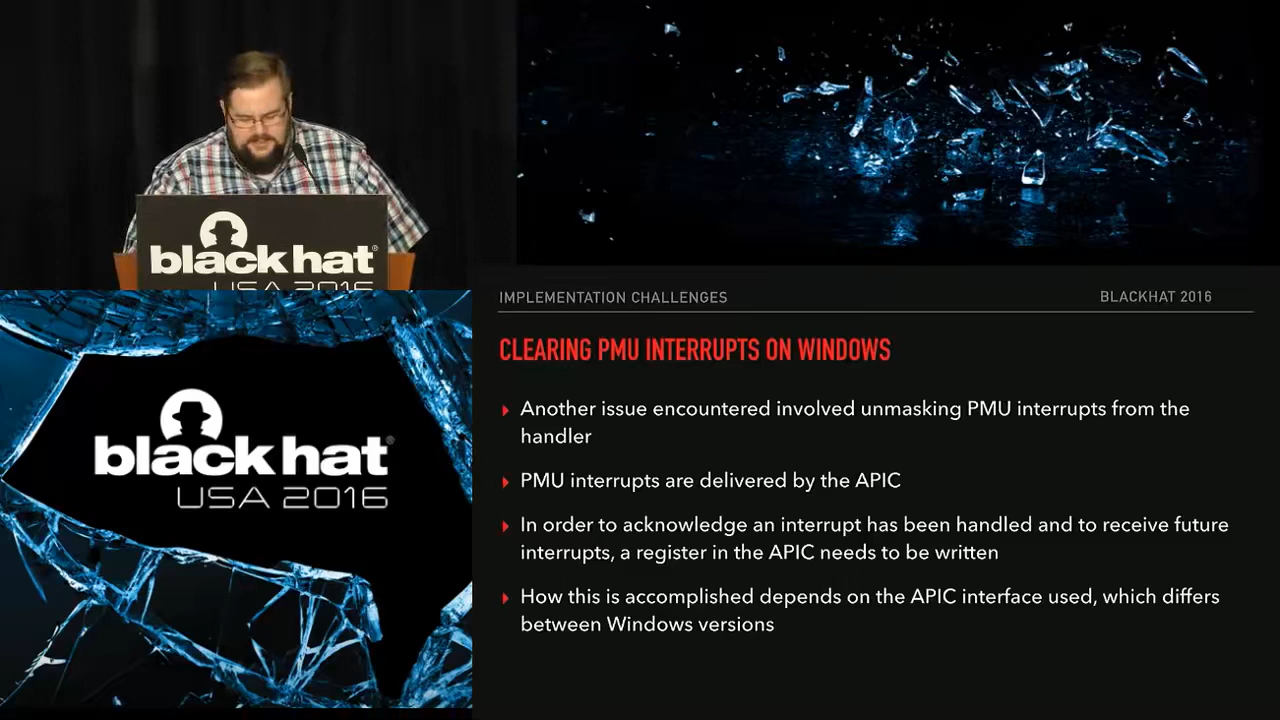 black hat®
USA 2016
black hat®
USA 2016
IMPLEMENTATION CHALLENGES
BLACKHAT 2016
CLEARING PMU INTERRUPTS ON WINDOWS
Another issue encountered involved unmasking PMU interrupts from the
handler
PMU interrupts are delivered by the APIC
In order to acknowledge an interrupt has been handled and to receive future
interrupts, a register in the APIC needs to be written
How this is accomplished depends on the APIC interface used, which differs
between Windows versions